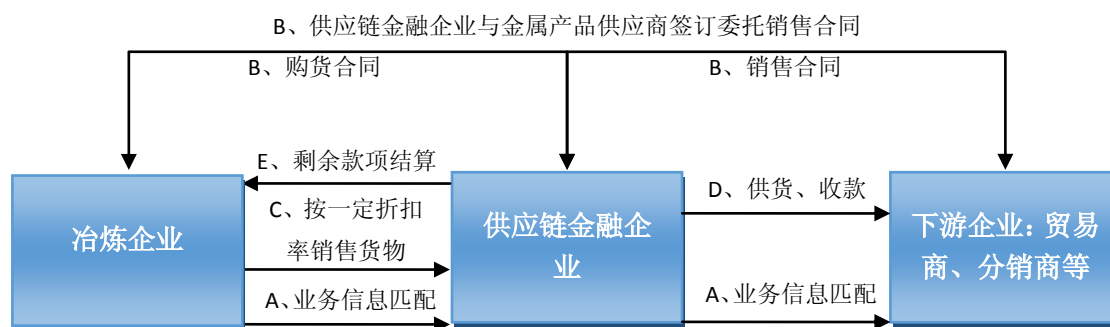 B、供应链金融企业与金属产品供应商签订委托销售合同
B、购货合同
B、销售合同
E、剩余款项结算
C、按一定折扣
率销售货物
A、业务信息匹配
D、供货、收款
A、业务信息匹配
冶炼企业
供应链金融企
业
下游企业：贸易
商、分销商等